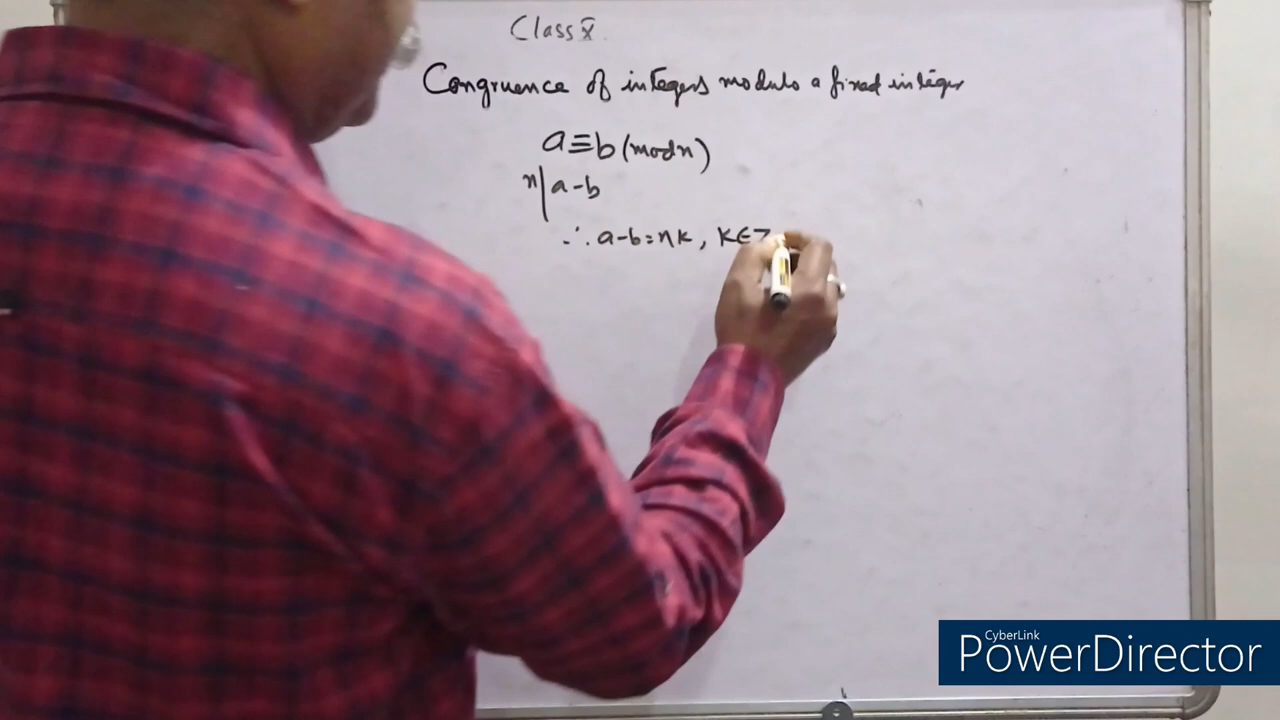 Class X
Congruence of integers modulo a fixed integer
a≡b (mod n)
n | a-b
∴ a-b=nk, K∈Z
CyberLink
PowerDirector